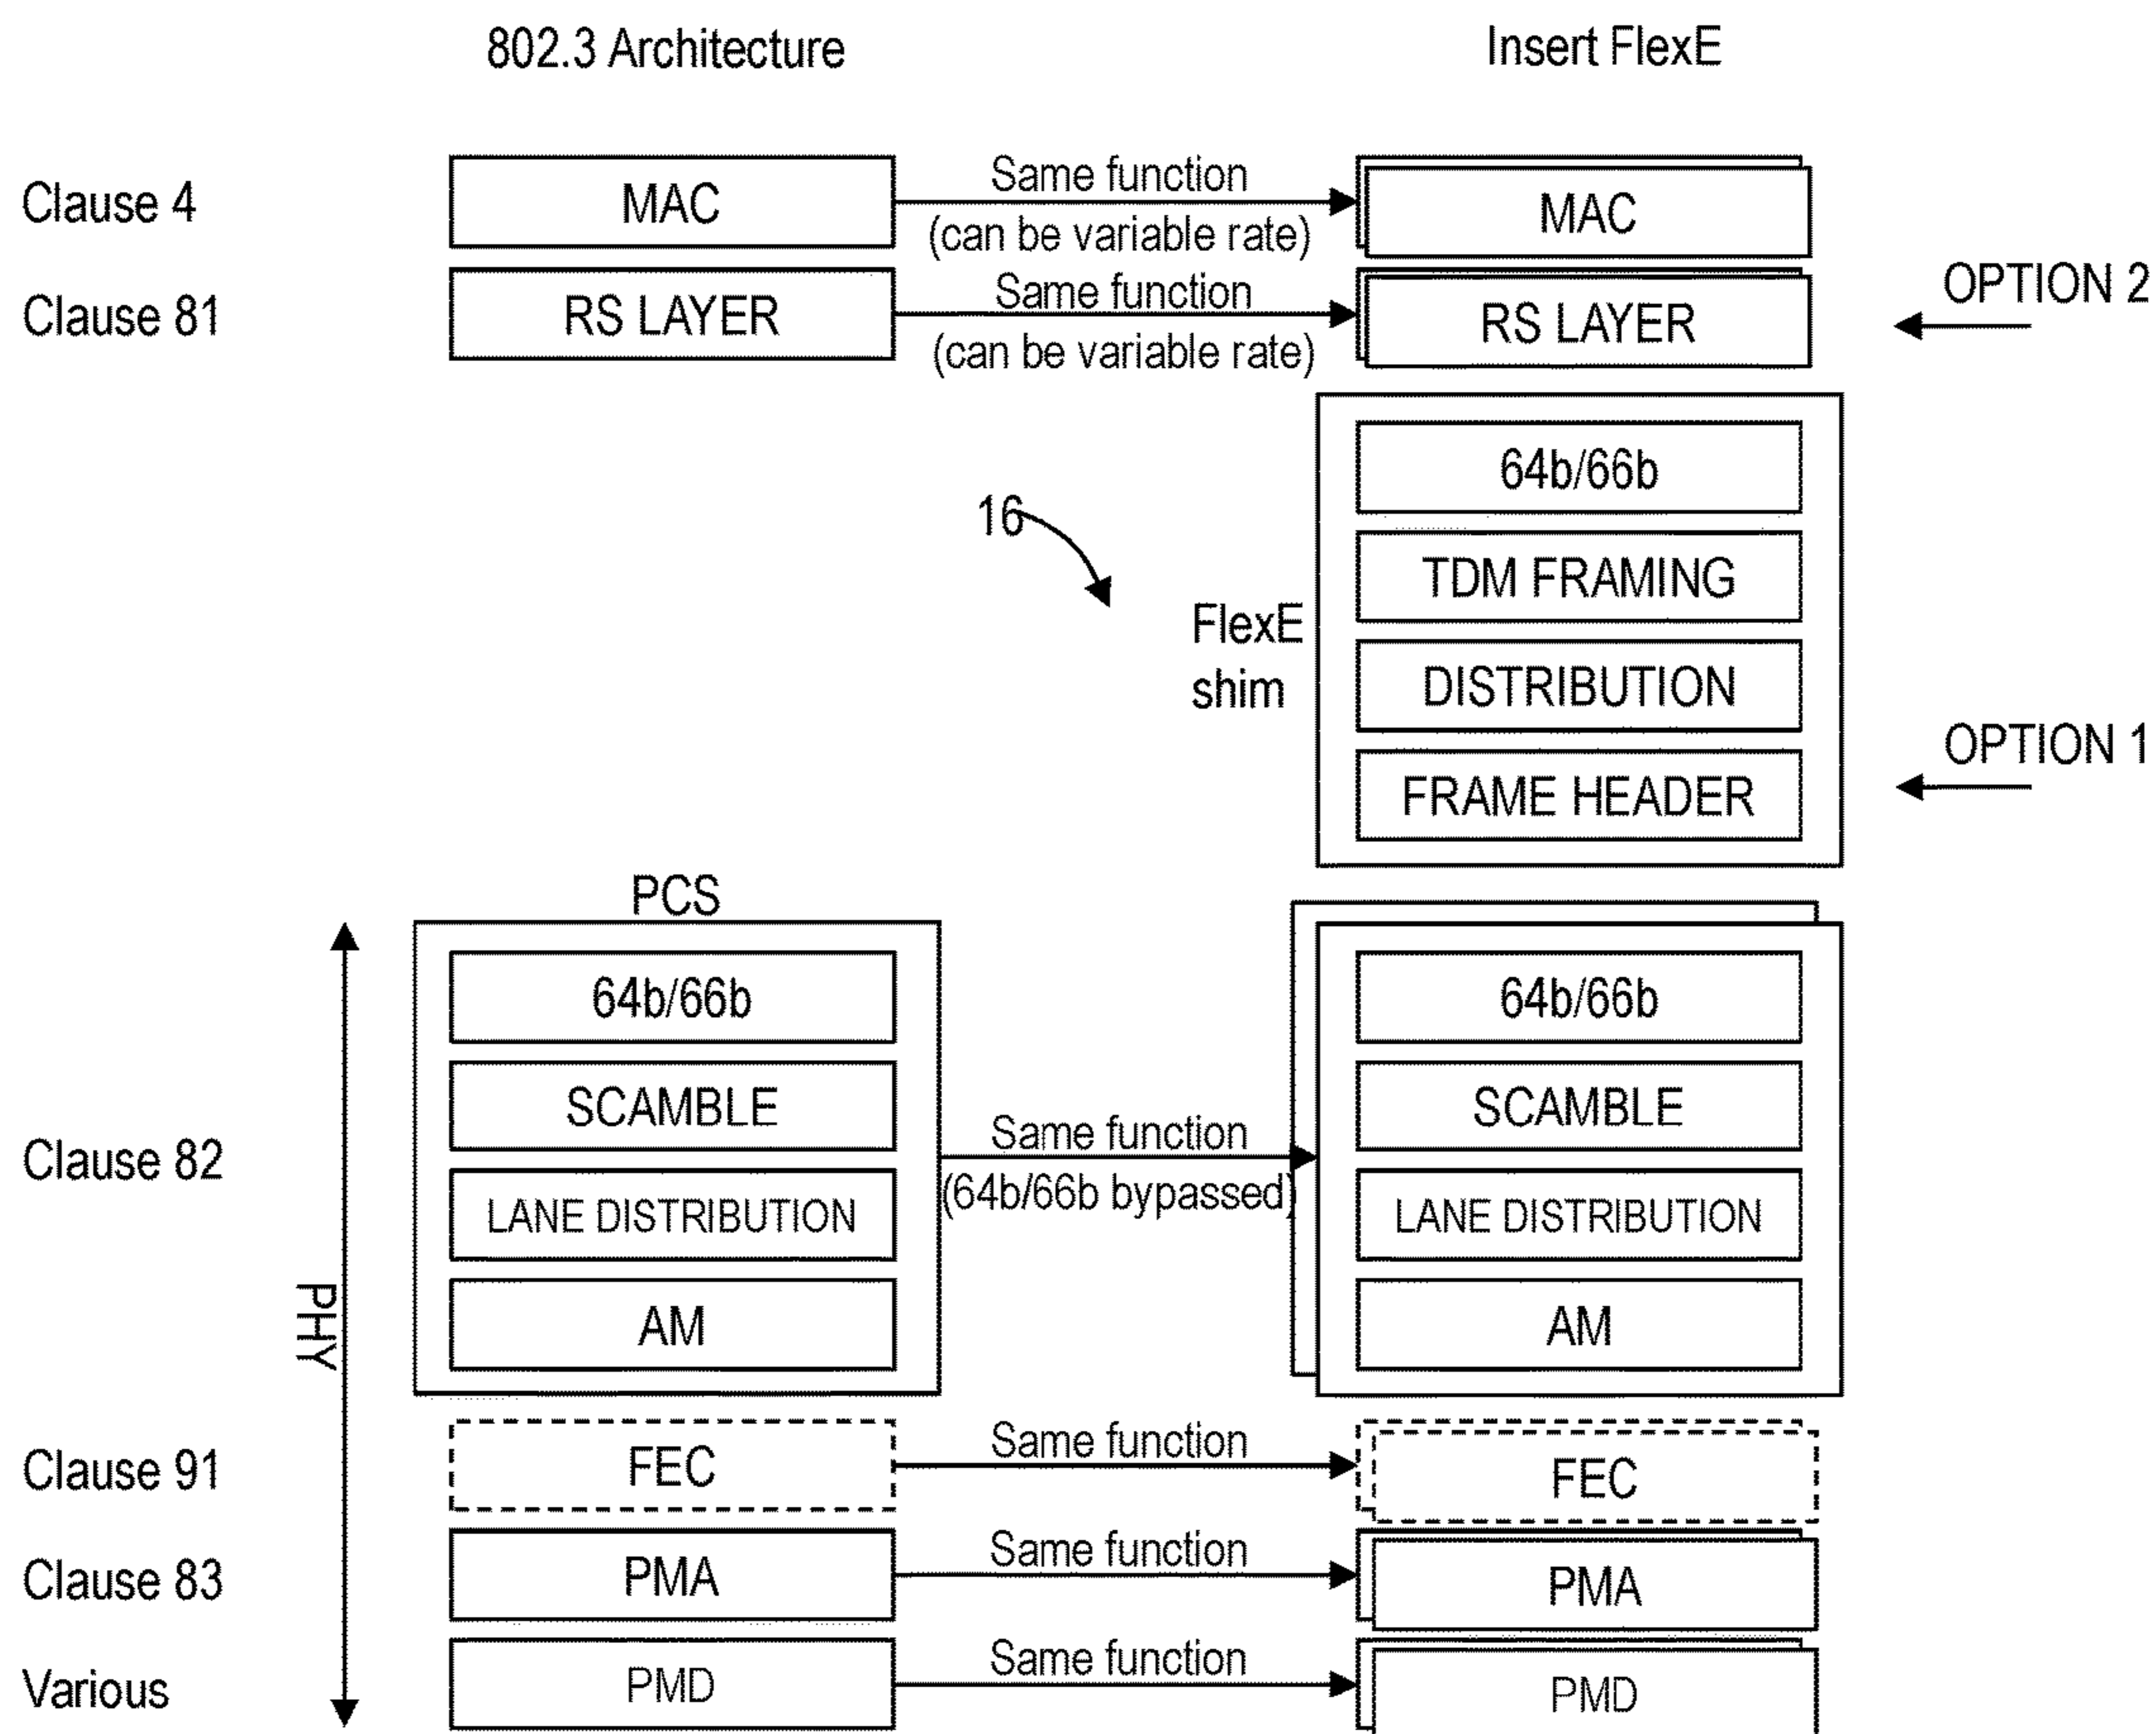 802.3 Architecture
Insert FlexE
Clause 4
MAC
Same function
(can be variable rate)
MAC
Clause 81
RS LAYER
Same function
(can be variable rate)
RS LAYER
OPTION 2
16
FlexE
shim
64b/66b
TDM FRAMING
DISTRIBUTION
FRAME HEADER
OPTION 1
PHY
PCS
Clause 82
64b/66b
SCAMBLE
LANE DISTRIBUTION
AM
Same function
(64b/66b bypassed)
64b/66b
SCAMBLE
LANE DISTRIBUTION
AM
Clause 91
FEC
Same function
FEC
Clause 83
PMA
Same function
PMA
Various
PMD
Same function
PMD